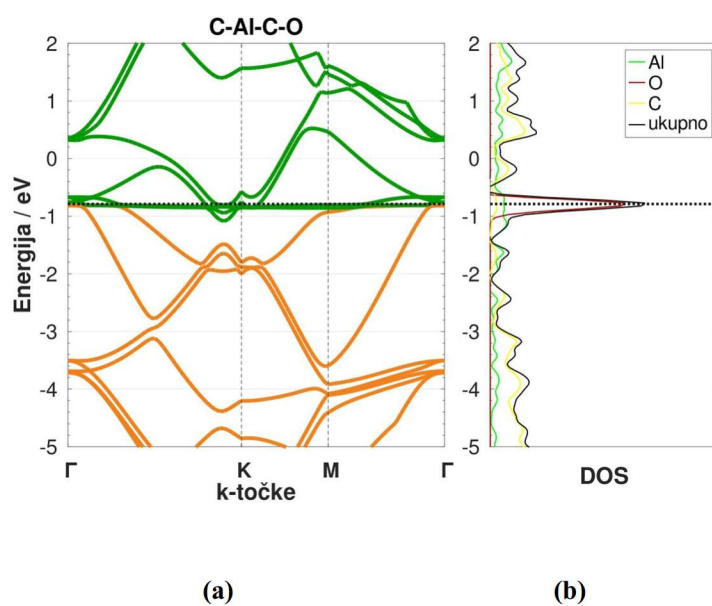 C-Al-C-O
Energija / eV
2
1
0
-1
-2
-3
-4
-5
Γ
K
M
Γ
k-točke
2
1
0
-1
-2
-3
-4
-5
Al
O
C
ukupno
DOS
(a)
(b)